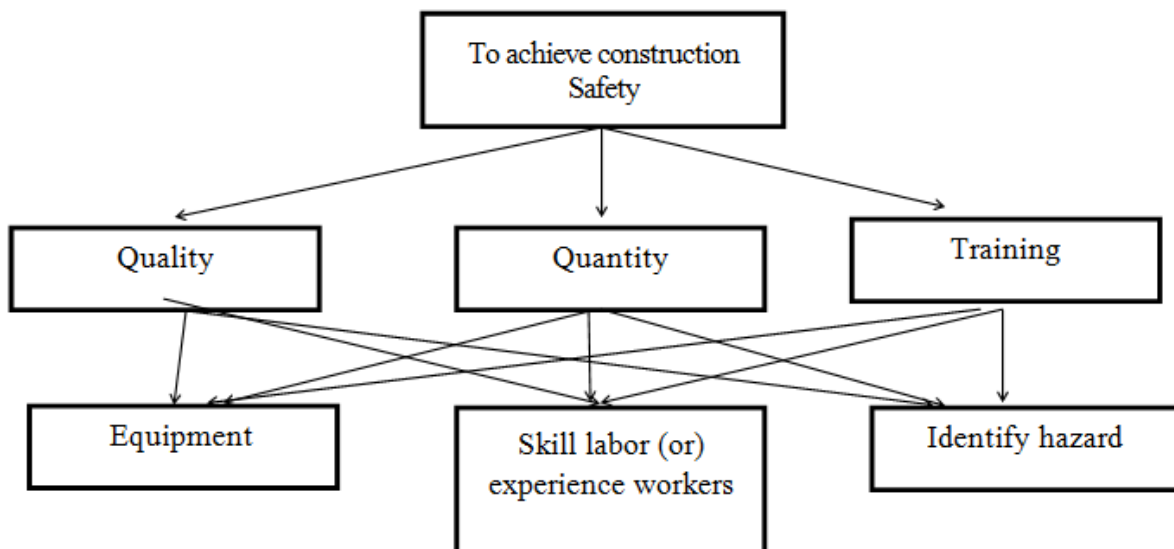 To achieve construction
Safety
Quality
Quantity
Training
Equipment
Skill labor (or)
experience workers
Identify hazard